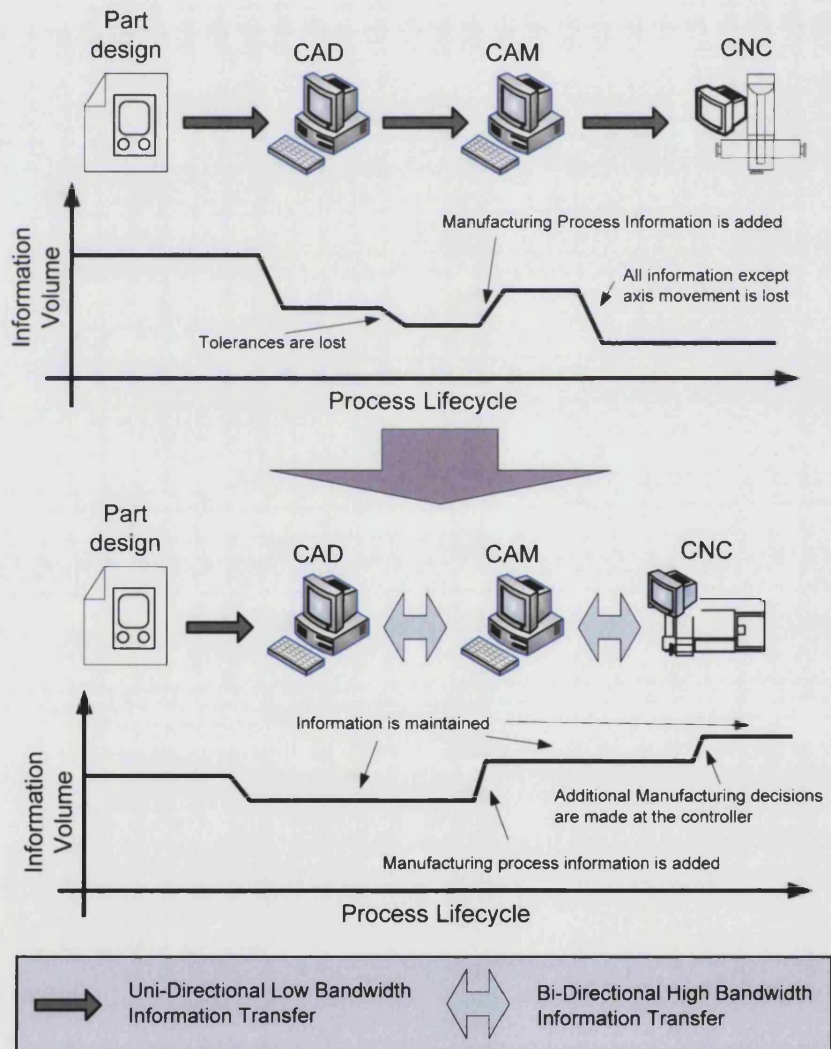 Part
design
CAD
CAM
CNC
Information
Volume
Manufacturing Process Information is added
All information except
axis movement is lost
Tolerances are lost
Process Lifecycle
Part
design
CAD
CAM
CNC
Information
Volume
Information is maintained
Additional Manufacturing decisions
are made at the controller
Manufacturing process information is added
Process Lifecycle
Uni-Directional Low Bandwidth
Information Transfer
Bi-Directional High Bandwidth
Information Transfer